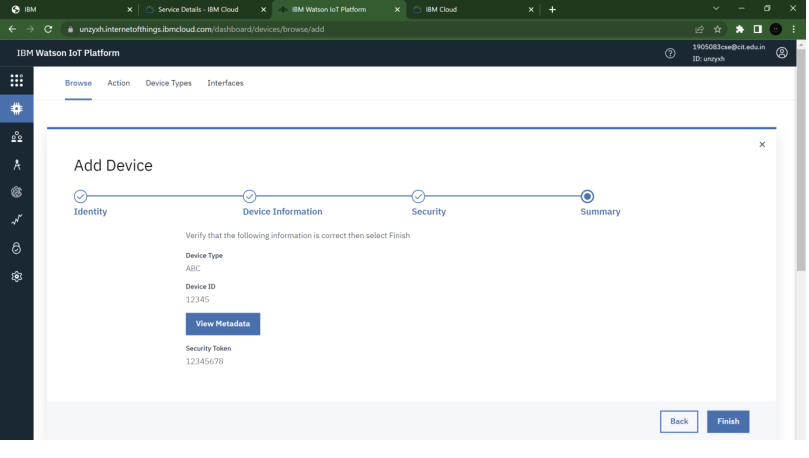 IBM
Service Details - IBM Cloud
IBM Watson IoT Platform
IBM Cloud
unzyxh.internetofthings.ibmcloud.com/dashboard/devices/browse/add
IBM Watson IoT Platform
1905083cse@cit.edu.in
ID: unzyxh
Browse Action Device Types Interfaces
Add Device
Identity Device Information Security Summary
Verify that the following information is correct then select Finish
Device Type
ABC
Device ID
12345
View Metadata
Security Token
12345678
Back Finish